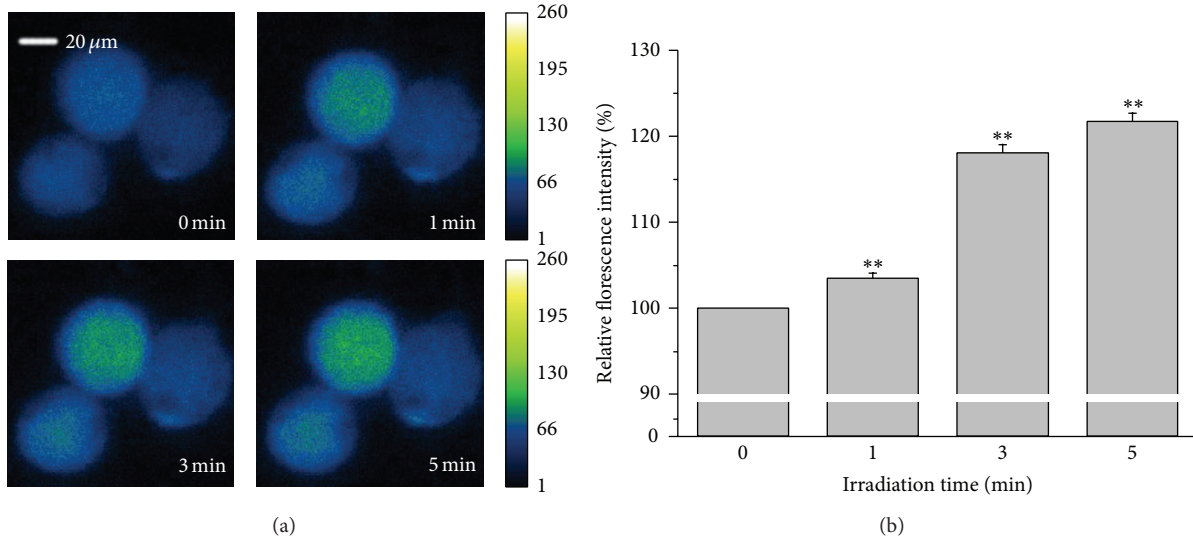 20 μm
0 min
1 min
260
195
130
66
1
3 min
5 min
260
195
130
66
1
(a)
Relative florescence intensity (%)
130
120
110
100
90
0
**
**
**
0 1 3 5
Irradiation time (min)
(b)